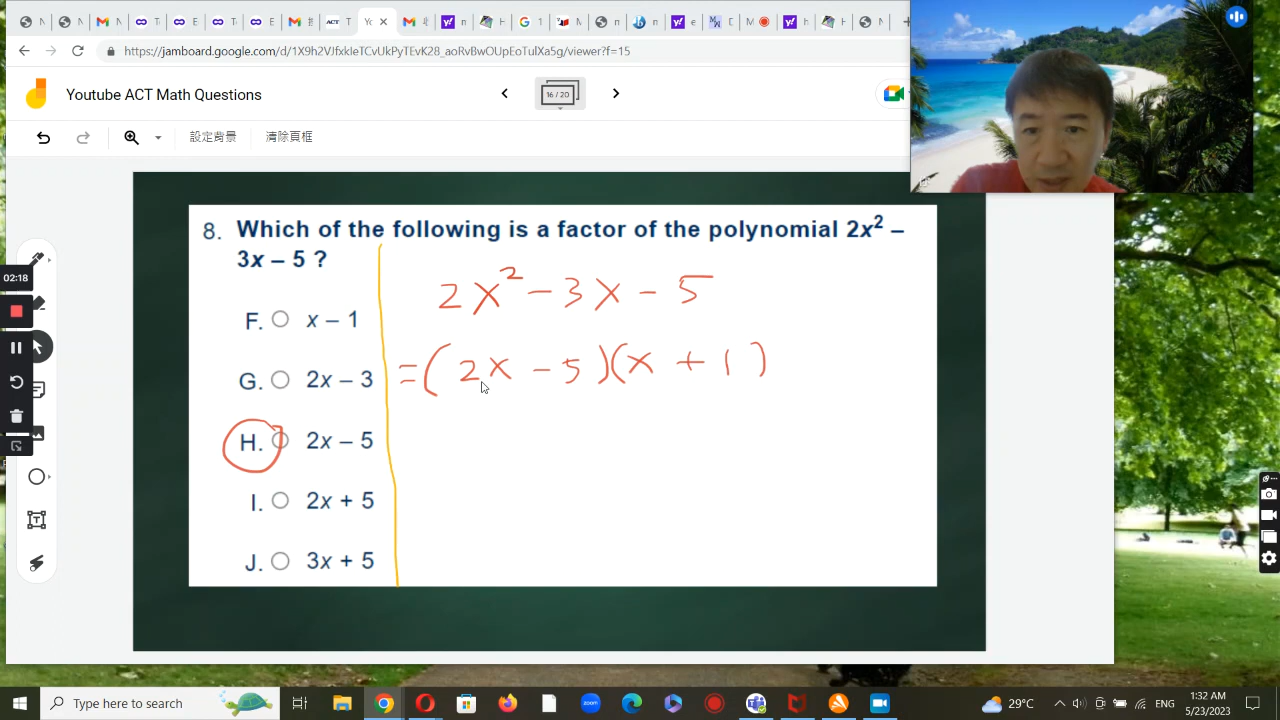 https://jamboard.google.com/d/1X9h2VJfxkIeTCvUkPyTEvK28_aoRvBwOUpEoTulXa5g/viewer?f=15
Youtube ACT Math Questions
16 / 20
設定背景
清除頁框
02:18
8. Which of the following is a factor of the polynomial 2x² –
3x – 5 ?
F. x – 1
G. 2x – 3
H. 2x – 5
I. 2x + 5
J. 3x + 5
2x² - 3x - 5
= (2x - 5)(x + 1)
Type here to search
zoom
29°C
ENG
1:32 AM
5/23/2023